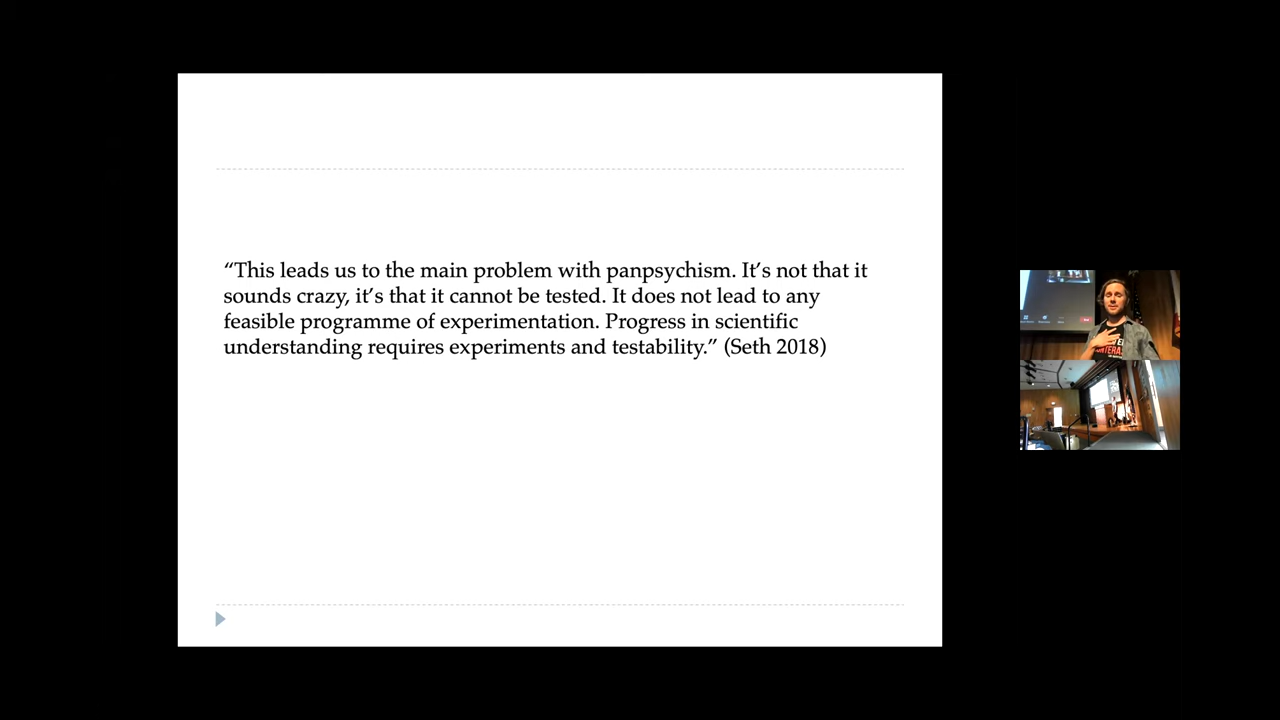 “This leads us to the main problem with panpsychism. It’s not that it
sounds crazy, it’s that it cannot be tested. It does not lead to any
feasible programme of experimentation. Progress in scientific
understanding requires experiments and testability.” (Seth 2018)